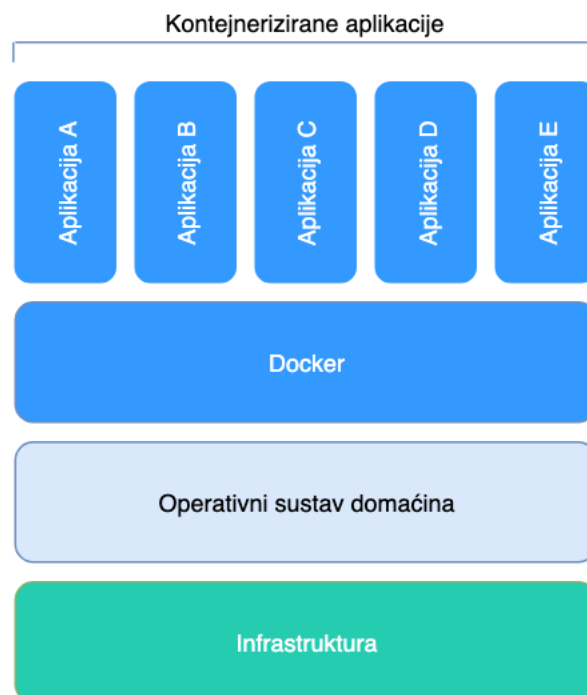 Kontejnerizirane aplikacije
Aplikacija A
Aplikacija B
Aplikacija C
Aplikacija D
Aplikacija E
Docker
Operativni sustav domaćina
Infrastruktura